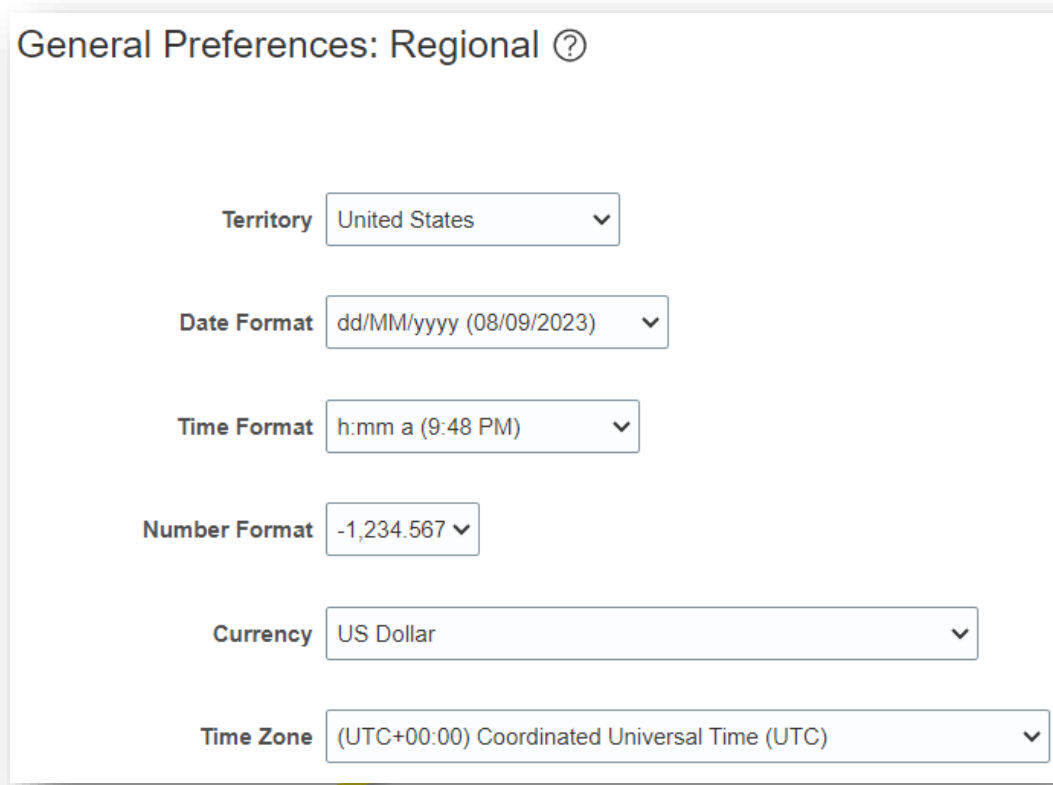 General Preferences: Regional ?
Territory United States
Date Format dd/MM/yyyy (08/09/2023)
Time Format h:mm a (9:48 PM)
Number Format -1,234.567
Currency US Dollar
Time Zone (UTC+00:00) Coordinated Universal Time (UTC)